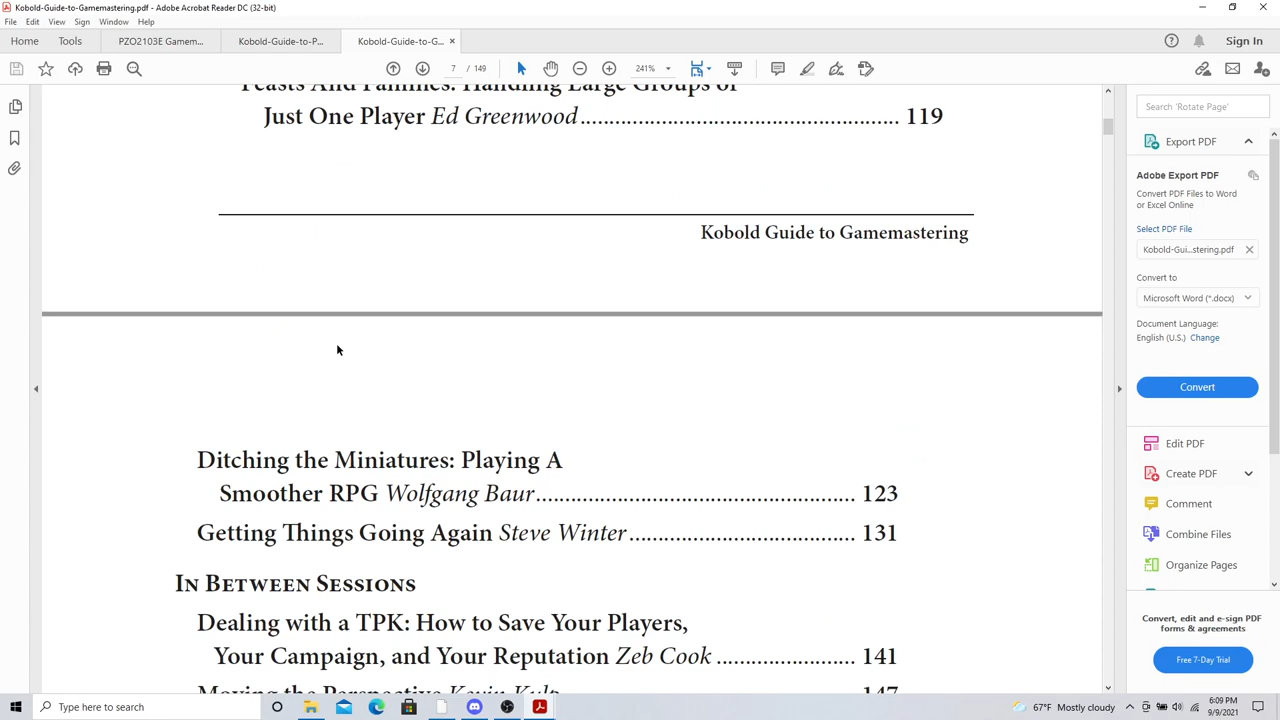 Kobold-Guide-to-Gamemastering.pdf - Adobe Acrobat Reader DC (32-bit)
File Edit View Sign Window Help
Home Tools PZO2103E Gamem... Kobold-Guide-to-P... Kobold-Guide-to-G... × Sign In
7 / 149 241%
Feasts And Families: Handling Large Groups or
Just One Player Ed Greenwood....................................................... 119
Kobold Guide to Gamemastering
Ditching the Miniatures: Playing A
Smoother RPG Wolfgang Baur....................................................... 123
Getting Things Going Again Steve Winter....................................... 131
In Between Sessions
Dealing with a TPK: How to Save Your Players,
Your Campaign, and Your Reputation Zeb Cook ........................ 141
Moving the Perspective Kevin Kulp 147
Search 'Rotate Page'
Export PDF
Adobe Export PDF
Convert PDF Files to Word
or Excel Online
Select PDF File
Kobold-Gui...stering.pdf ×
Convert to
Microsoft Word (*.docx)
Document Language:
English (U.S.) Change
Convert
Edit PDF
Create PDF
Comment
Combine Files
Organize Pages
Convert, edit and e-sign PDF
forms & agreements
Free 7-Day Trial
Type here to search
67°F Mostly cloudy
6:09 PM
9/9/2021